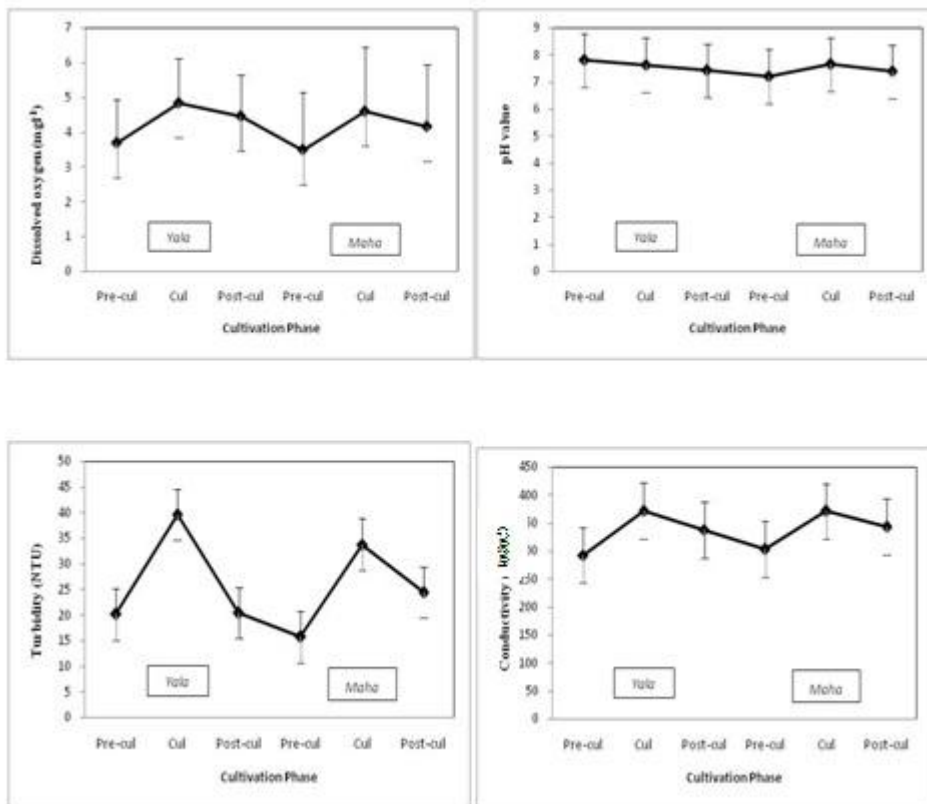 Dissolved oxygen (mgl¹)
7
6
5
4
3
2
1
0
Yala
Maha
Pre-cul Cul Post-cul Pre-cul Cul Post-cul
Cultivation Phase
pH value
9
8
7
6
5
4
3
2
1
0
Yala
Maha
Pre-cul Cul Post-cul Pre-cul Cul Post-cul
Cultivation Phase
Turbidity (NTU)
50
45
40
35
30
25
20
15
10
5
0
Yala
Maha
Pre-cul Cul Post-cul Pre-cul Cul Post-cul
Cultivation Phase
Conductivity
450
400
50
00
250
200
150
100
50
0
Yala
Maha
Pre-cul Cul Post-cul Pre-cul Cul Post-cul
Cultivation Phase